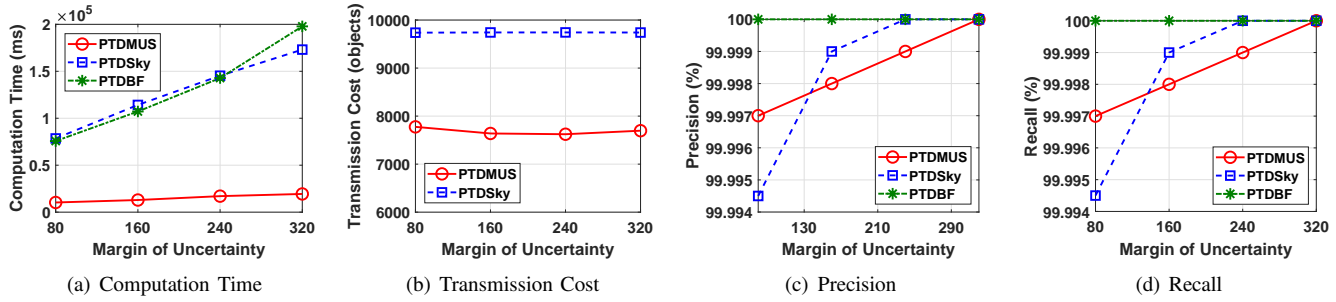 × 10⁵
2
1.5
1
0.5
0
80
160
240
320
Computation Time (ms)
Margin of Uncertainty
PTDMUS
PTDSky
PTDBF
(a) Computation Time
10000
9000
8000
7000
6000
80
160
240
320
Transmission Cost (objects)
Margin of Uncertainty
PTDMUS
PTDSky
(b) Transmission Cost
100
99.999
99.998
99.997
99.996
99.995
99.994
130
210
290
Precision (%)
Margin of Uncertainty
PTDMUS
PTDSky
PTDBF
(c) Precision
100
99.999
99.998
99.997
99.996
99.995
99.994
80
160
240
320
Recall (%)
Margin of Uncertainty
PTDMUS
PTDSky
PTDBF
(d) Recall